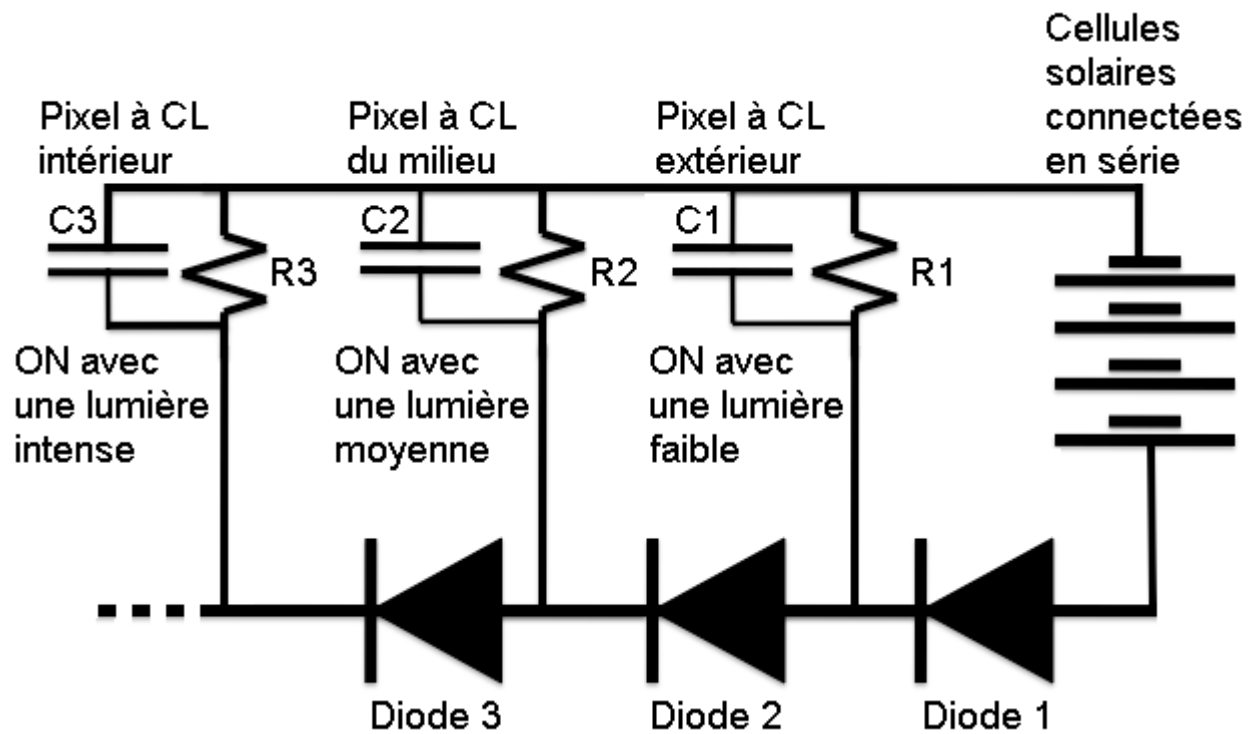 Cellules
solaires
connectées
en série
Pixel à CL
intérieur
Pixel à CL
du milieu
Pixel à CL
extérieur
C3
R3
C2
R2
C1
R1
ON avec
une lumière
intense
ON avec
une lumière
moyenne
ON avec
une lumière
faible
Diode 3
Diode 2
Diode 1